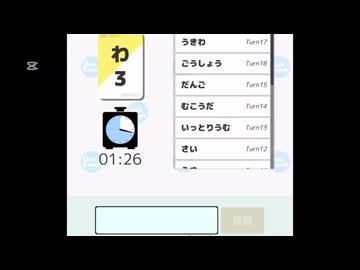 わ
3
01:26
うきわ Turn17
ごうしょう Turn16
だんご Turn15
むこうだ Turn14
いっとりうむ Turn13
さい Turn12